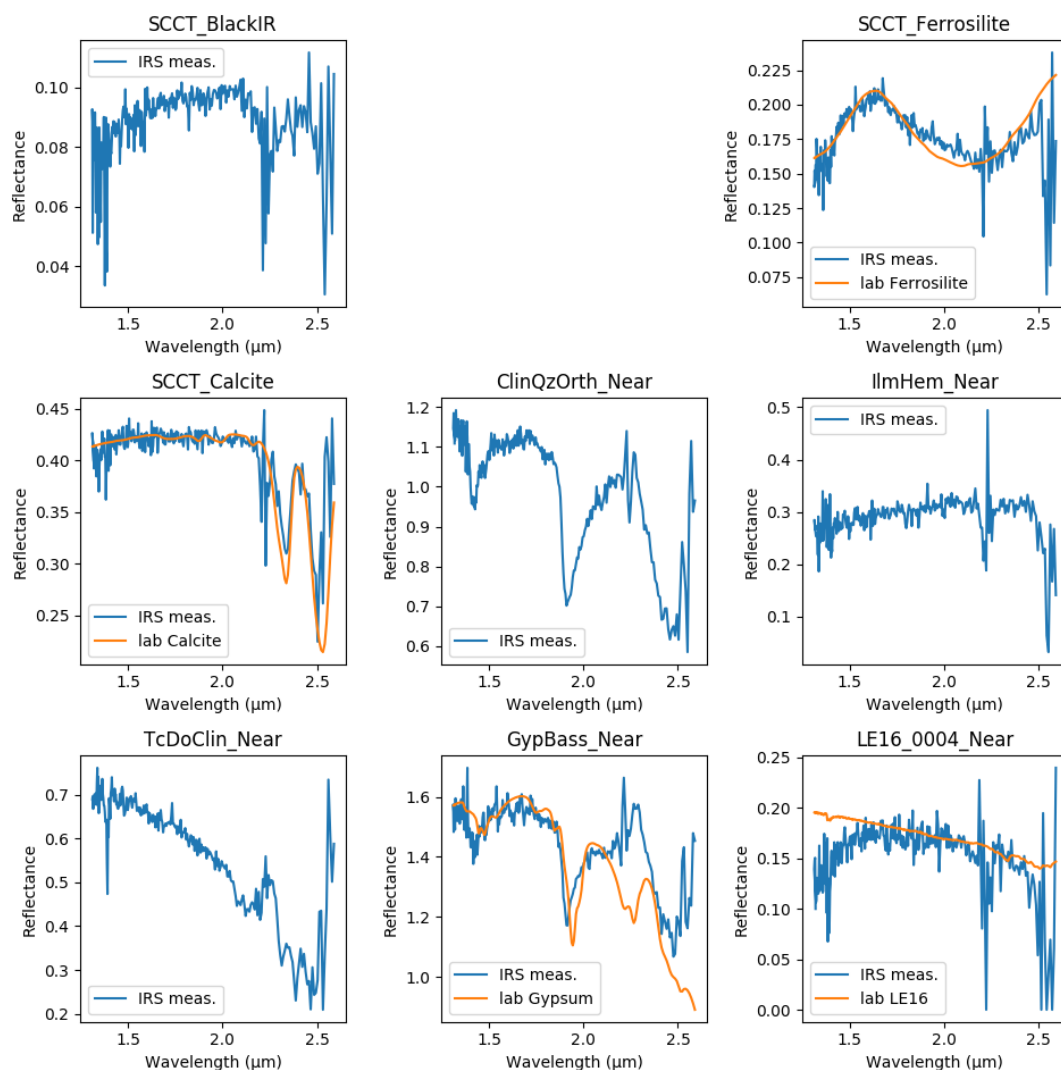 SCCT_BlackIR
IRS meas.
Reflectance
0.10
0.08
0.06
0.04
1.5
2.0
2.5
Wavelength (μm)
SCCT_Ferrosilite
Reflectance
0.225
0.200
0.175
0.150
0.125
0.100
0.075
IRS meas.
lab Ferrosilite
1.5
2.0
2.5
Wavelength (μm)
SCCT_Calcite
Reflectance
0.45
0.40
0.35
0.30
0.25
IRS meas.
lab Calcite
1.5
2.0
2.5
Wavelength (μm)
ClinQzOrth_Near
Reflectance
1.2
1.1
1.0
0.9
0.8
0.7
0.6
IRS meas.
1.5
2.0
2.5
Wavelength (μm)
IlmHem_Near
IRS meas.
Reflectance
0.5
0.4
0.3
0.2
0.1
1.5
2.0
2.5
Wavelength (μm)
TcDoClin_Near
Reflectance
0.7
0.6
0.5
0.4
0.3
0.2
IRS meas.
1.5
2.0
2.5
Wavelength (μm)
GypBass_Near
Reflectance
1.6
1.4
1.2
1.0
IRS meas.
lab Gypsum
1.5
2.0
2.5
Wavelength (μm)
LE16_0004_Near
Reflectance
0.25
0.20
0.15
0.10
0.05
0.00
IRS meas.
lab LE16
1.5
2.0
2.5
Wavelength (μm)